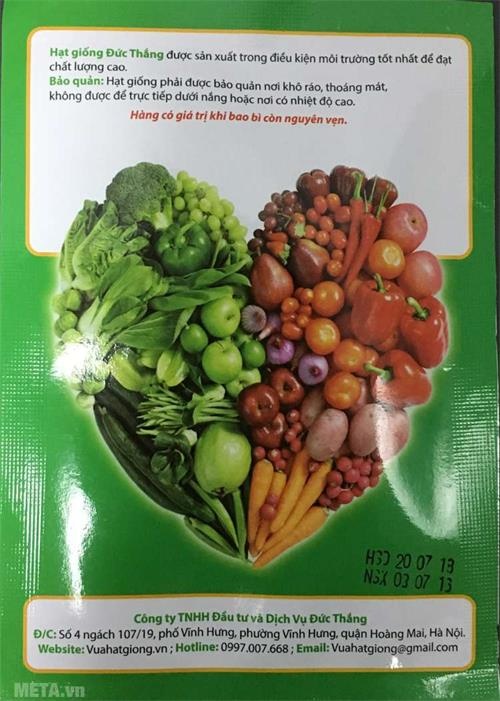 Hạt giống Đức Thắng được sản xuất trong điều kiện môi trường tốt nhất để đạt
chất lượng cao.
Bảo quản: Hạt giống phải được bảo quản nơi khô ráo, thoáng mát,
không được để trực tiếp dưới nắng hoặc nơi có nhiệt độ cao.
Hàng có giá trị khi bao bì còn nguyên vẹn.
HSD 20 07 18
NSX 03 07 13
Công ty TNHH Đầu tư và Dịch Vụ Đức Thắng
Đ/C: Số 4 ngách 107/19, phố Vĩnh Hưng, phường Vĩnh Hưng, quận Hoàng Mai, Hà Nội.
Website: Vuahatgiong.vn ; Hotline: 0997.007.668 ; Email: Vuahatgiong@gmail.com
META.vn